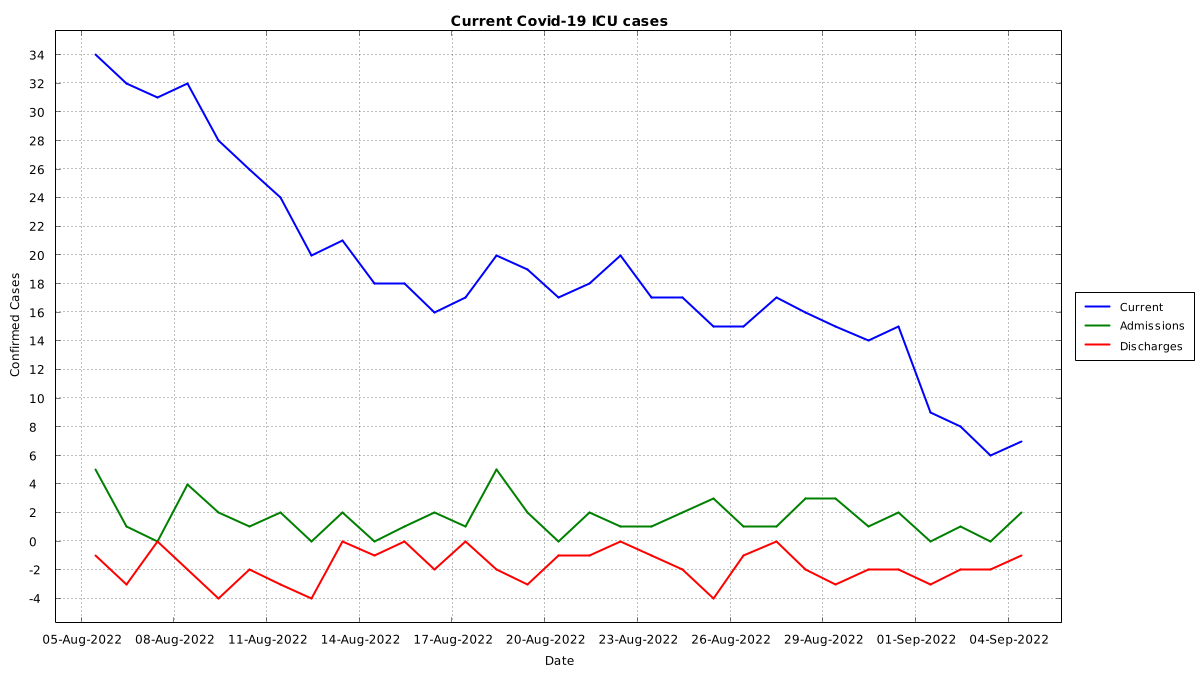 Current Covid-19 ICU cases
34
32
30
28
26
24
22
20
18
16
14
12
10
8
6
4
2
0
-2
-4
Confirmed Cases
05-Aug-2022 08-Aug-2022 11-Aug-2022 14-Aug-2022 17-Aug-2022 20-Aug-2022 23-Aug-2022 26-Aug-2022 29-Aug-2022 01-Sep-2022 04-Sep-2022
Date
Current
Admissions
Discharges